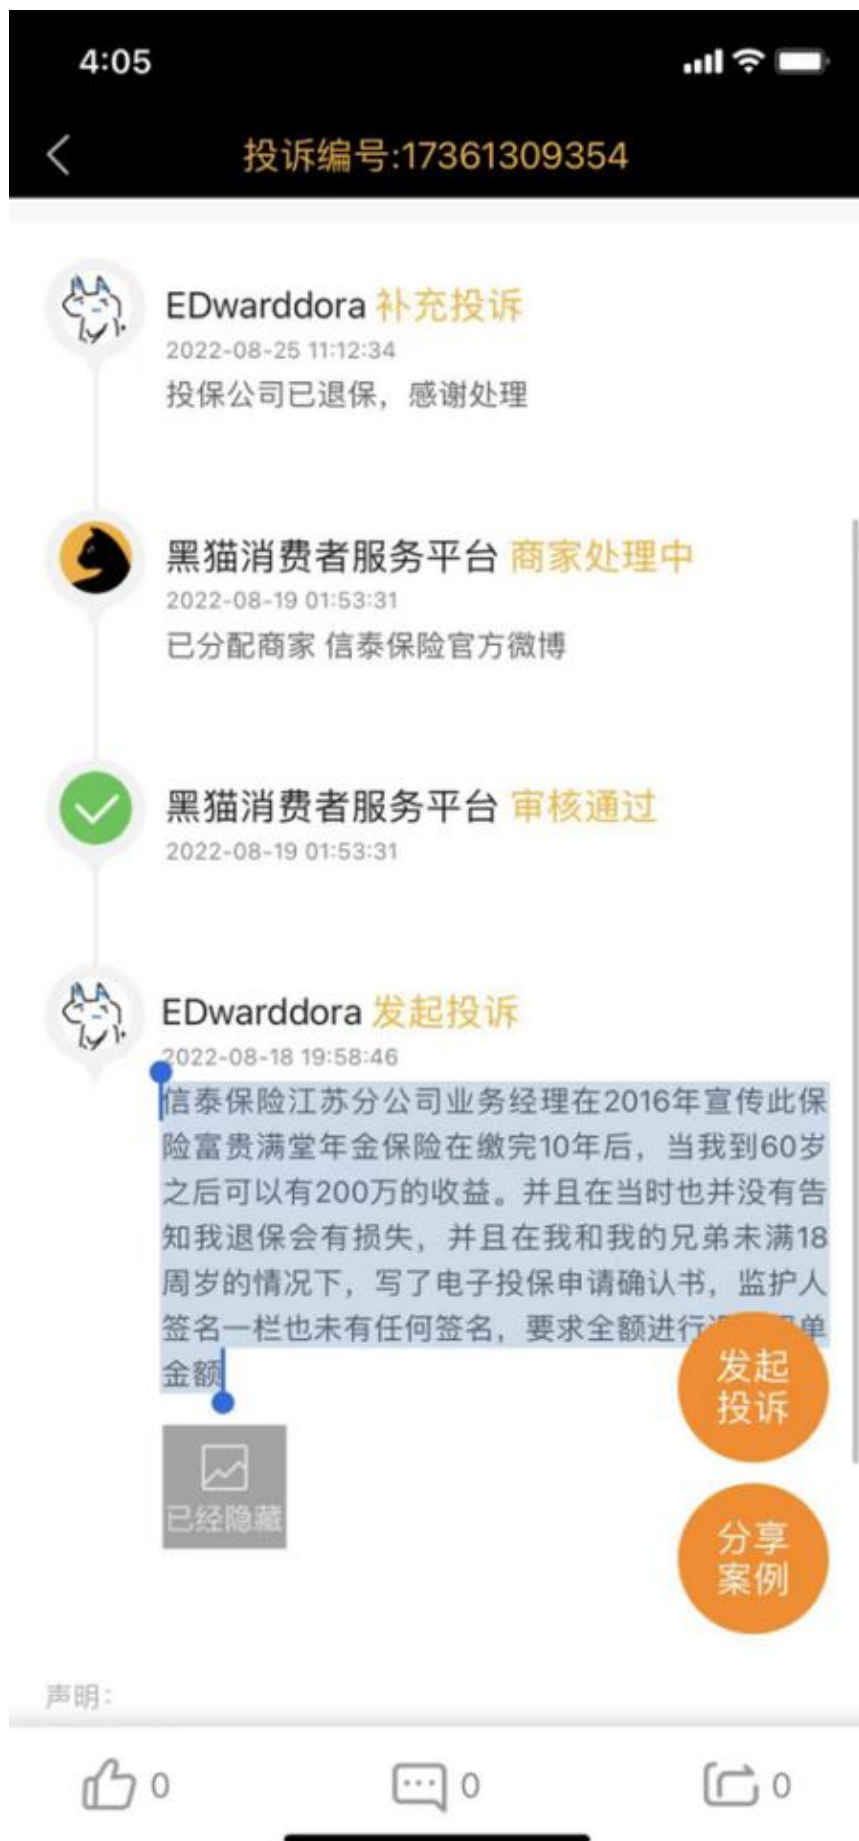 4:05
投诉编号:17361309354
EDwarddora 补充投诉
2022-08-25 11:12:34
投保公司已退保，感谢处理
黑猫消费者服务平台 商家处理中
2022-08-19 01:53:31
已分配商家 信泰保险官方微博
黑猫消费者服务平台 审核通过
2022-08-19 01:53:31
EDwarddora 发起投诉
2022-08-18 19:58:46
信泰保险江苏分公司业务经理在2016年宣传此保
险富贵满堂年金保险在缴完10年后，当我到60岁
之后可以有200万的收益。并且在当时也并没有告
知我退保会有损失，并且在我和我的兄弟未满18
周岁的情况下，写了电子投保申请确认书，监护人
签名一栏也未有任何签名，要求全额进行 单
金额
发起
投诉
已经隐藏
分享
案例
声明：
0
0
0